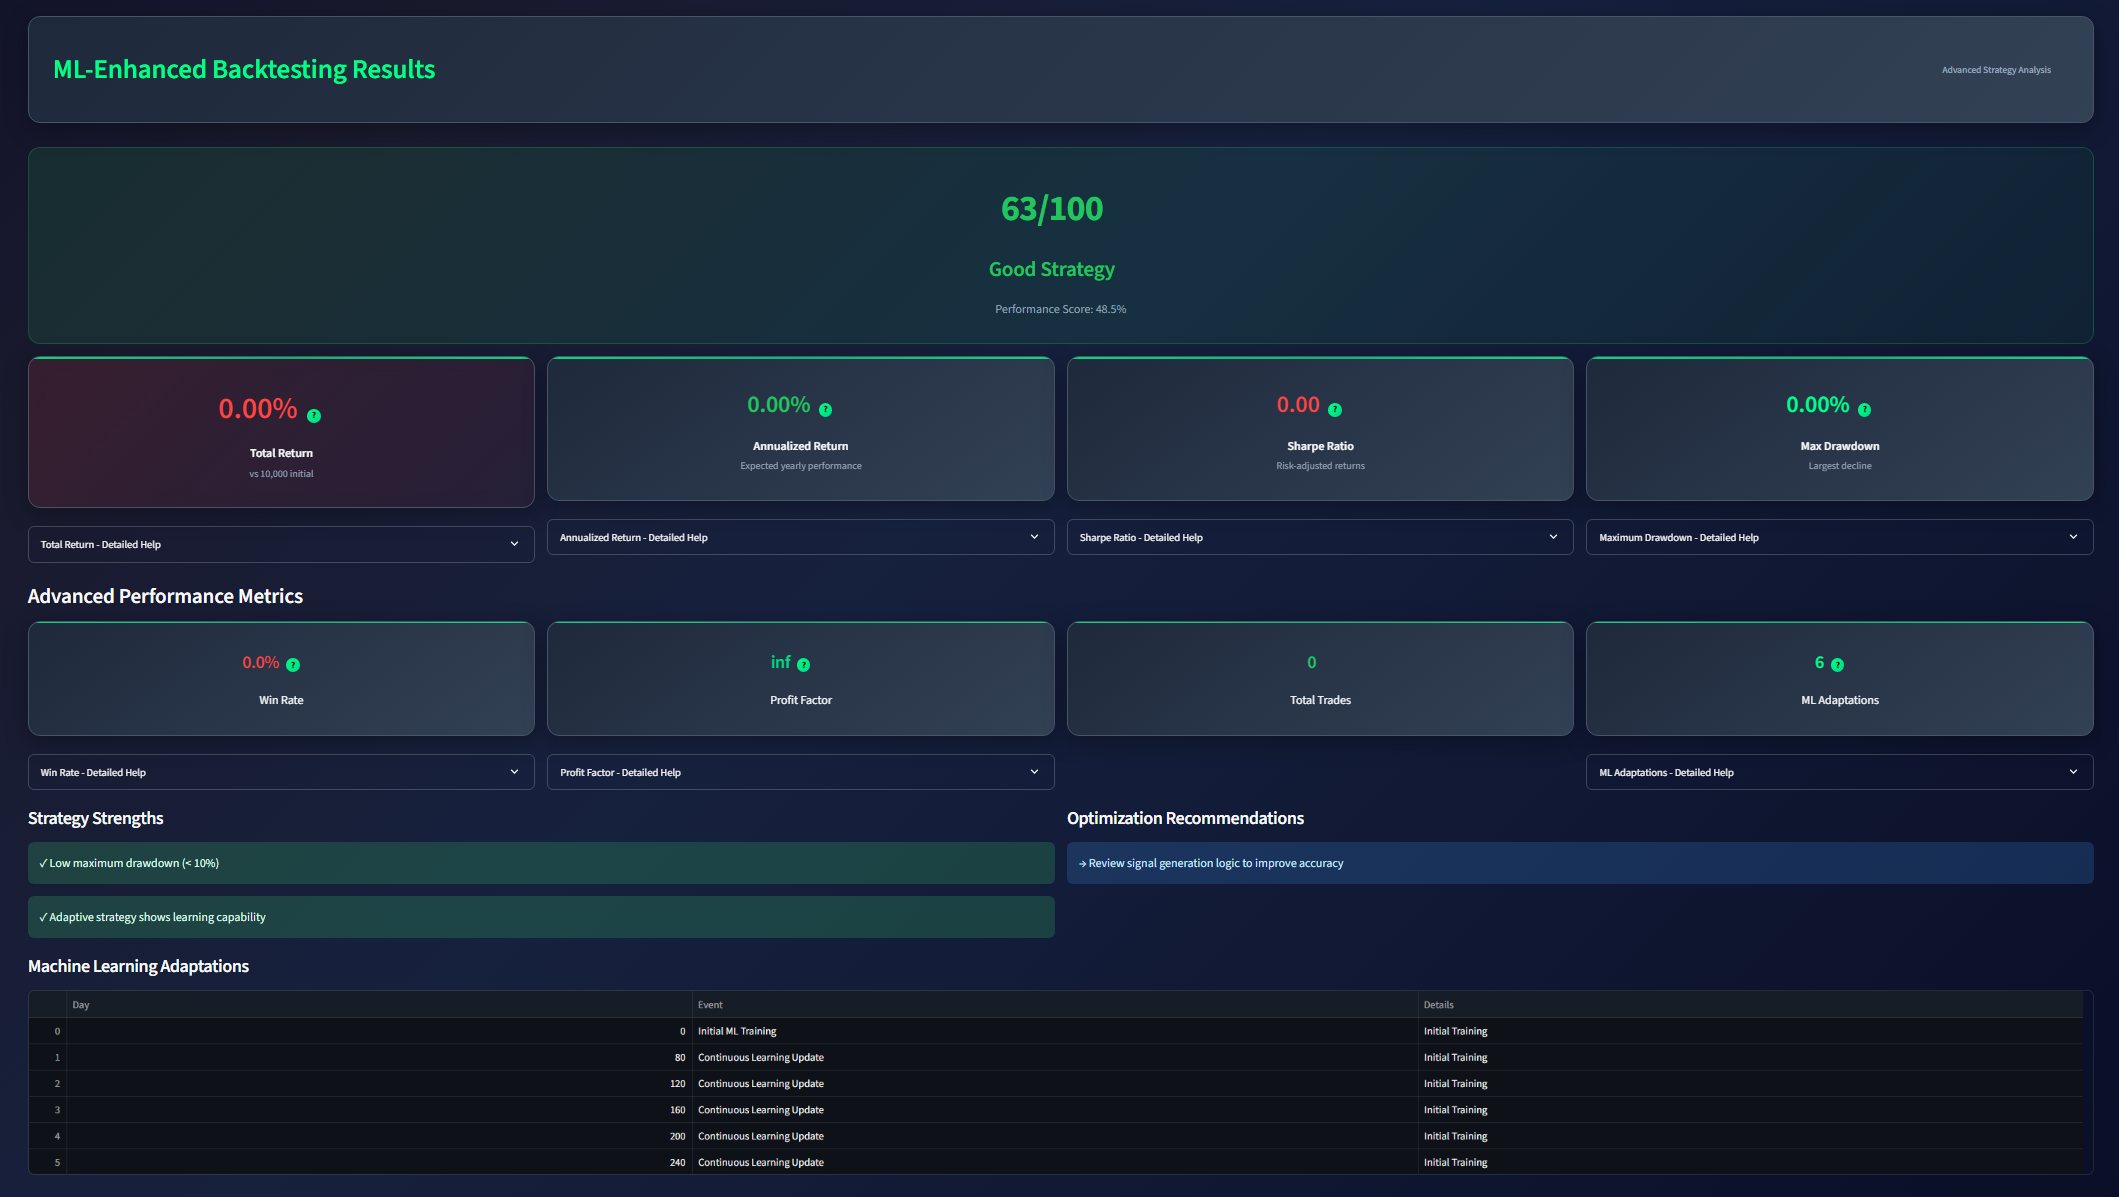 ML-Enhanced Backtesting Results
Advanced Strategy Analysis
63/100
Good Strategy
Performance Score: 48.5%
0.00% ?
Total Return
vs 10,000 initial
0.00% ?
Annualized Return
Expected yearly performance
0.00 ?
Sharpe Ratio
Risk-adjusted returns
0.00% ?
Max Drawdown
Largest decline
Total Return - Detailed Help
Annualized Return - Detailed Help
Sharpe Ratio - Detailed Help
Maximum Drawdown - Detailed Help
Advanced Performance Metrics
0.0% ?
Win Rate
inf ?
Profit Factor
0
Total Trades
6 ?
ML Adaptations
Win Rate - Detailed Help
Profit Factor - Detailed Help
ML Adaptations - Detailed Help
Strategy Strengths
✓ Low maximum drawdown (< 10%)
✓ Adaptive strategy shows learning capability
Optimization Recommendations
→ Review signal generation logic to improve accuracy
Machine Learning Adaptations
Day Event Details
0 0 Initial ML Training Initial Training
1 80 Continuous Learning Update Initial Training
2 120 Continuous Learning Update Initial Training
3 160 Continuous Learning Update Initial Training
4 200 Continuous Learning Update Initial Training
5 240 Continuous Learning Update Initial Training